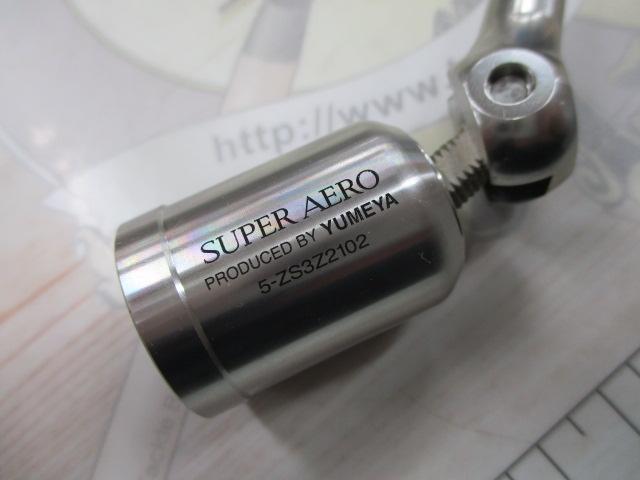 http://www.
SUPER AERO
PRODUCED BY YUMEYA
5-ZS3Z2102